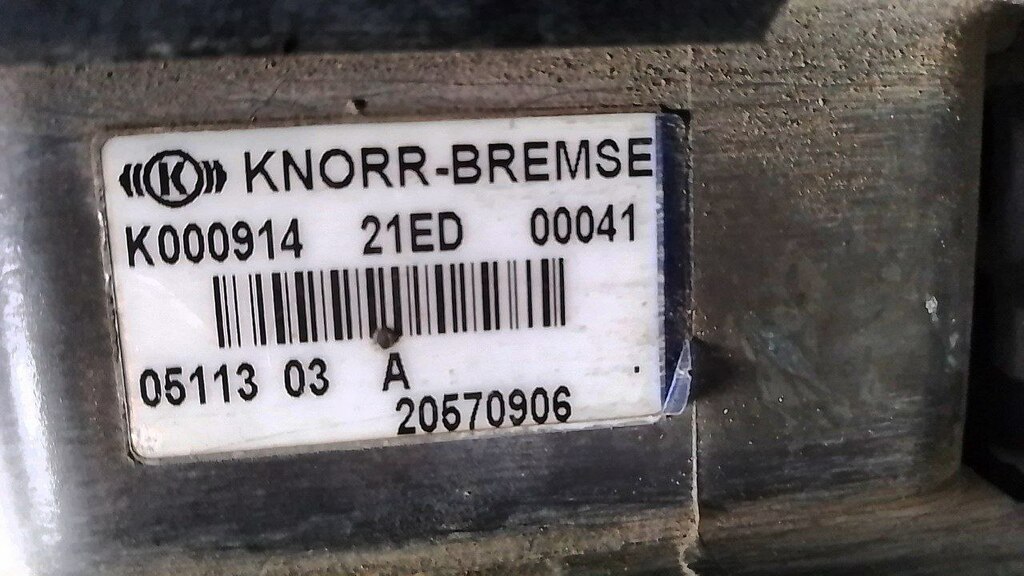 K KNORR-BREMSE
K000914 21ED 00041
05113 03 A
20570906